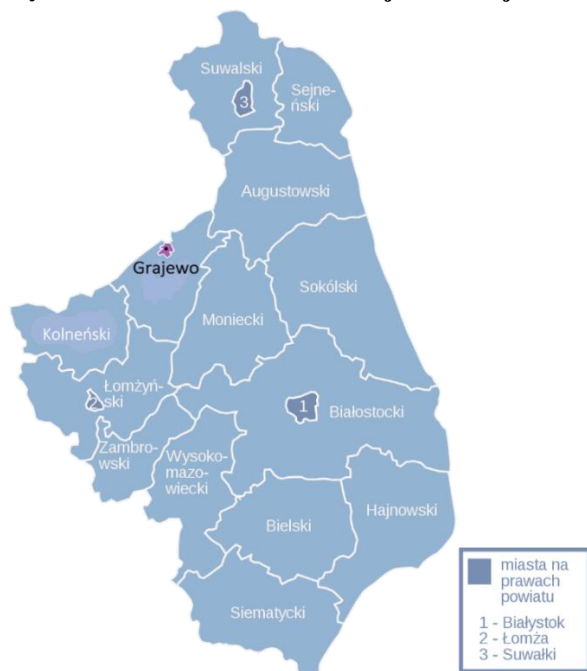 Suwalski
3
Sejne-
ński
Augustowski
Grajewo
Sokólski
Moniecki
Kolneński
Łomżyń-
ski
2
1
Białostocki
Zambro-
wski
Wysoko-
mazo-
wiecki
Hajnowski
Bielski
Siematycki
miasta na
prawach
powiatu
1 - Białystok
2 - Łomża
3 - Suwałki